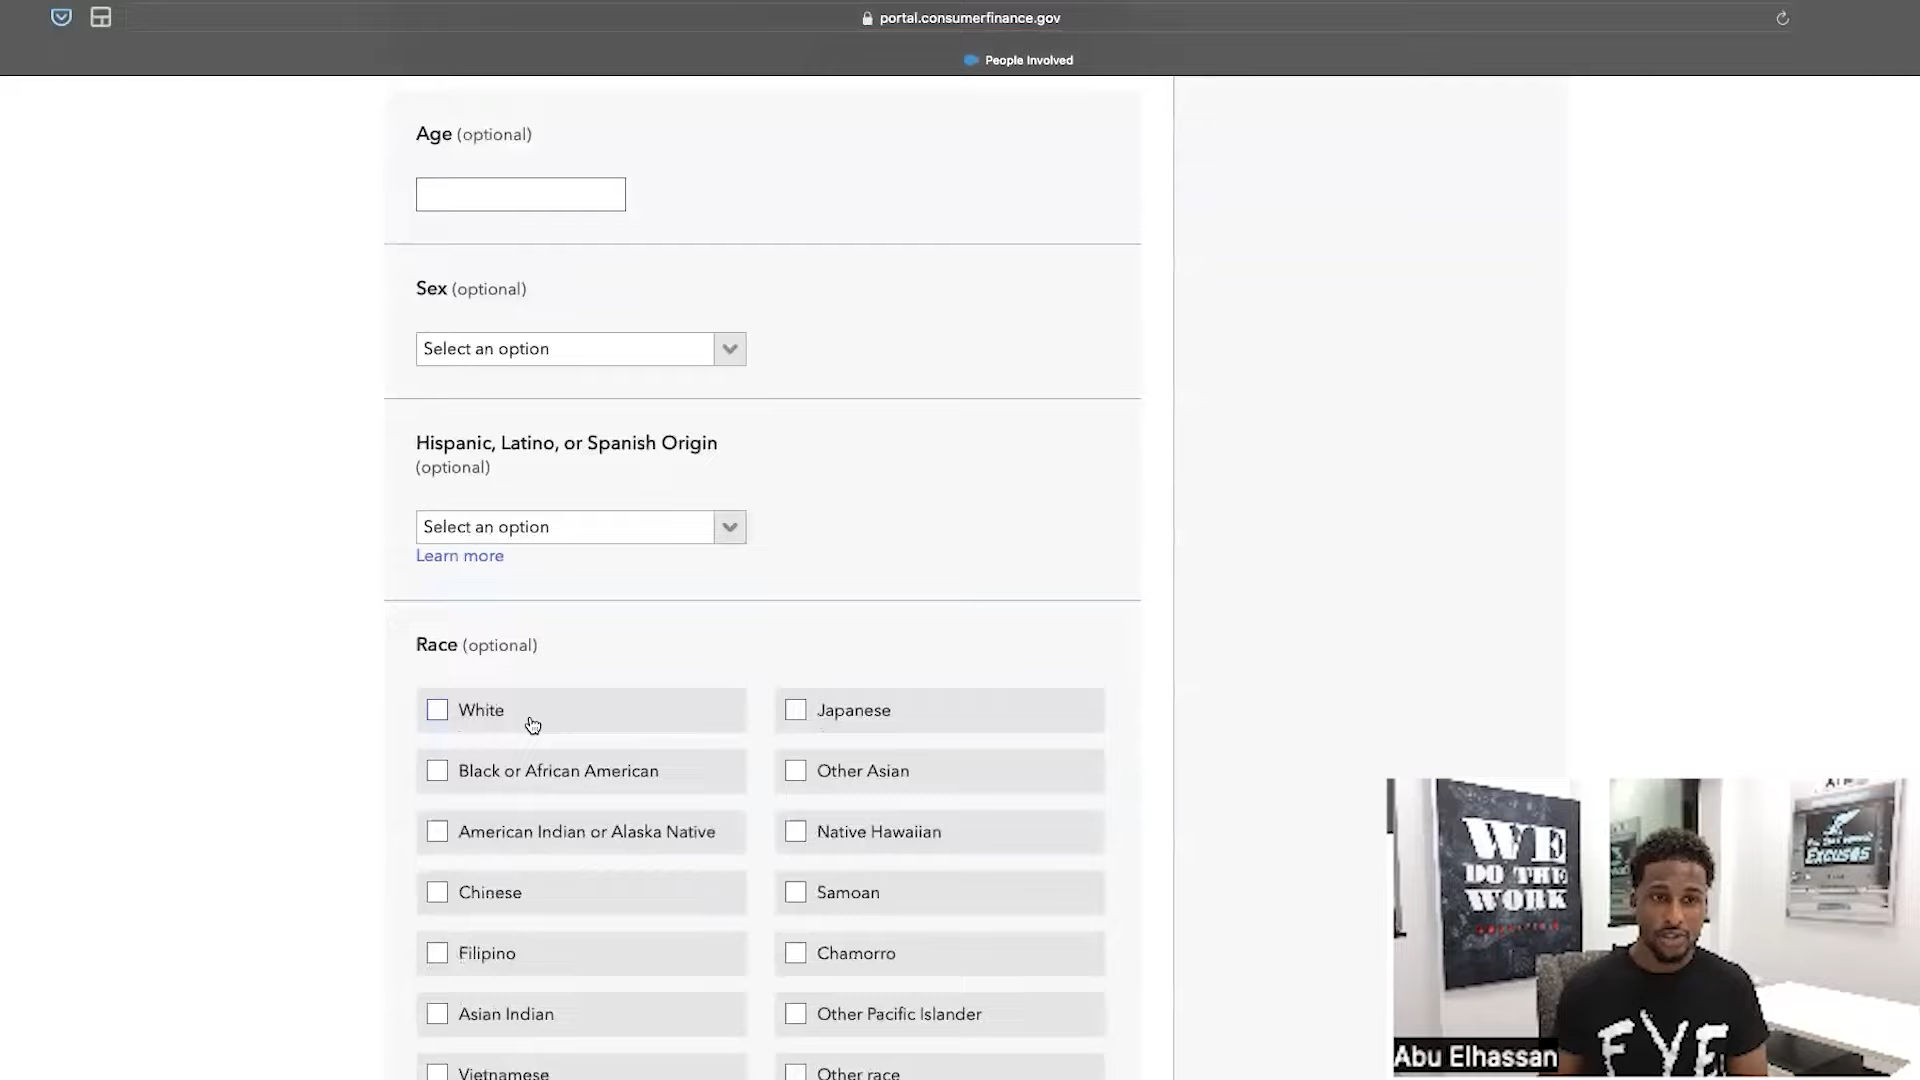 portal.consumerfinance.gov
People Involved
Age (optional)
Sex (optional)
Select an option
Hispanic, Latino, or Spanish Origin
(optional)
Select an option
Learn more
Race (optional)
White
Japanese
Black or African American
Other Asian
American Indian or Alaska Native
Native Hawaiian
Chinese
Samoan
Filipino
Chamorro
Asian Indian
Other Pacific Islander
Vietnamese
Other race
WE
DO THE
WORK
EXCUSES
FYE
Abu Elhassan